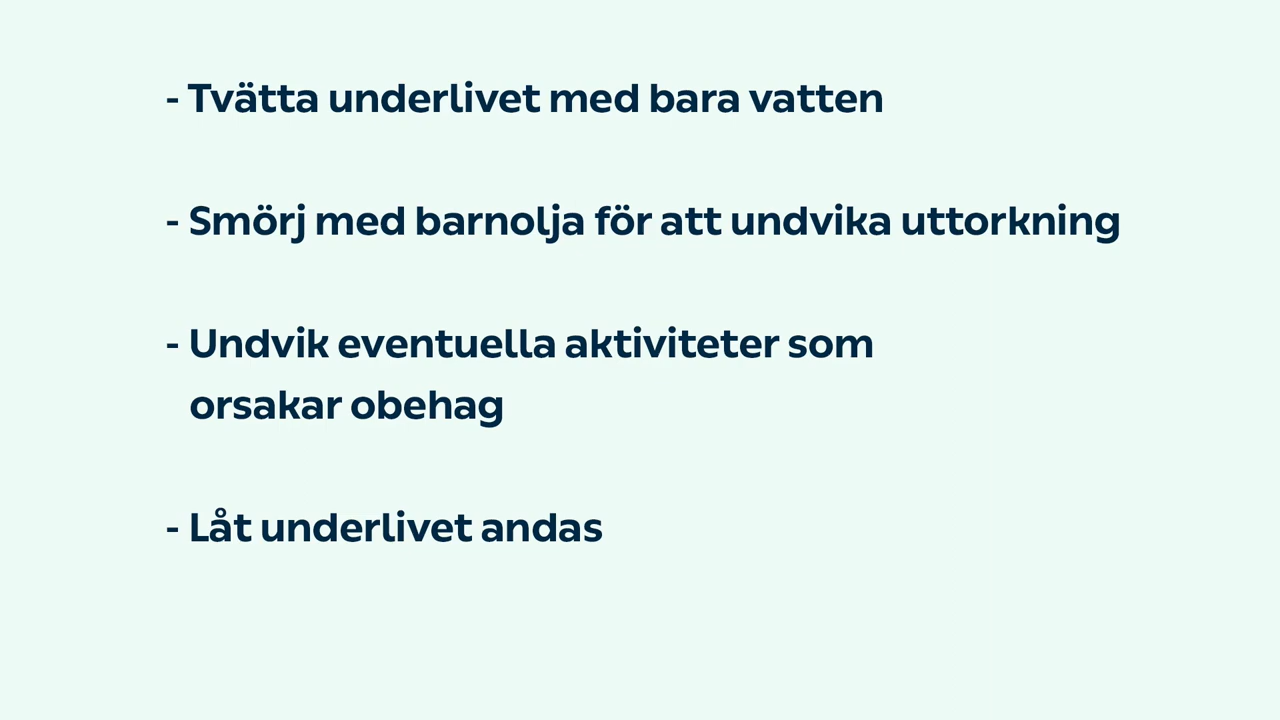 - Tvätta underlivet med bara vatten
- Smörj med barnolja för att undvika uttorkning
- Undvik eventuella aktiviteter som
orsakar obehag
- Låt underlivet andas